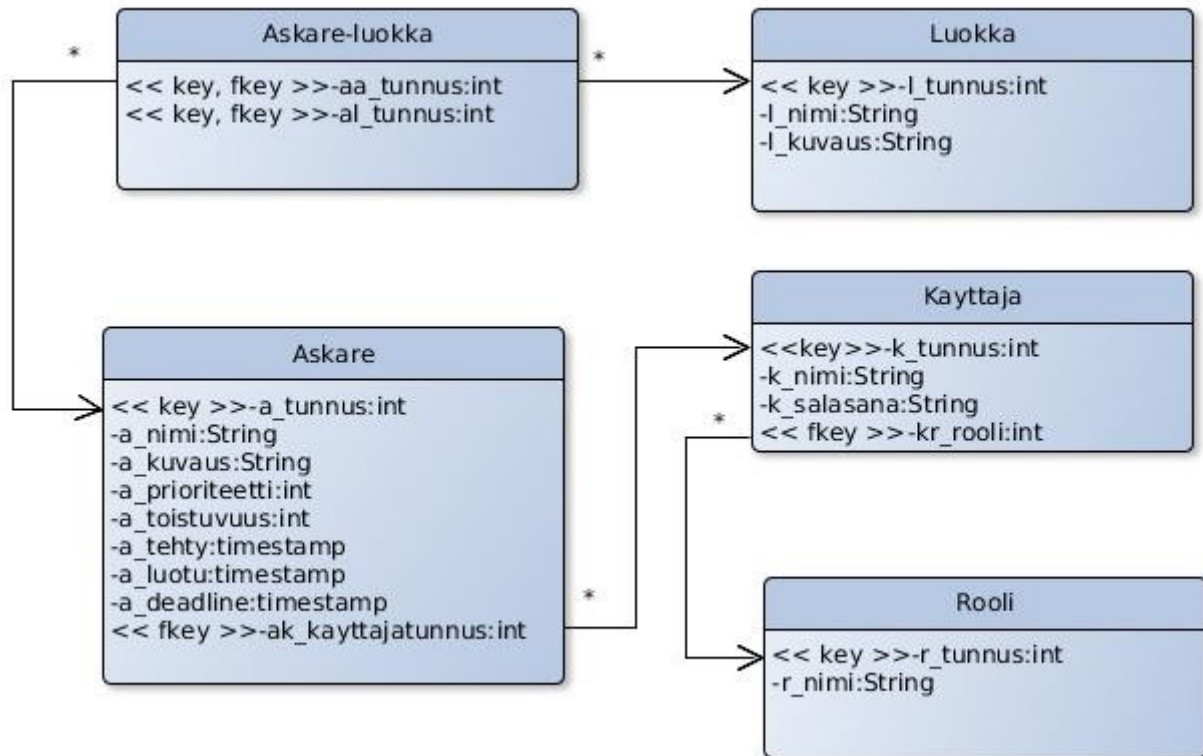 Askare-luokka
*
<< key, fkey >>-aa_tunnus:int
<< key, fkey >>-al_tunnus:int
*
Luokka
<< key >>-l_tunnus:int
-l_nimi:String
-l_kuvaus:String
Askare
<< key >>-a_tunnus:int
-a_nimi:String
-a_kuvaus:String
-a_prioriteetti:int
-a_toistuvuus:int
-a_tehty:timestamp
-a_luotu:timestamp
-a_deadline:timestamp
<< fkey >>-ak_kayttajatunnus:int
*
Kayttaja
<<key>>-k_tunnus:int
-k_nimi:String
-k_salasana:String
<< fkey >>-kr_rooli:int
*
Rooli
<< key >>-r_tunnus:int
-r_nimi:String